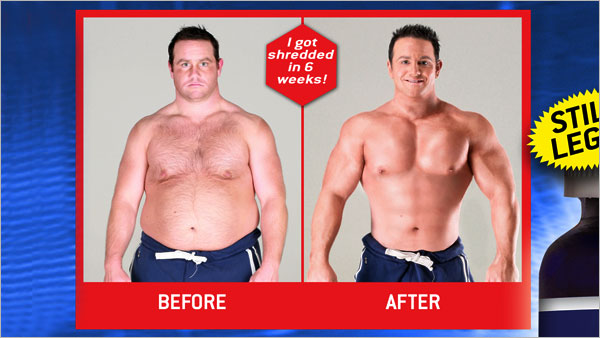 I got
shredded
in 6
weeks!
STIL
LEG
BEFORE
AFTER